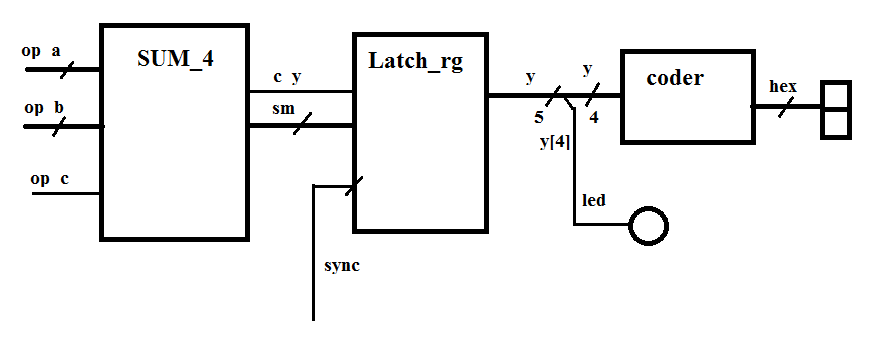 op a
SUM_4
op b
op c
c y
sm
Latch_rg
sync
y
5
y
4
y[4]
led
coder
hex